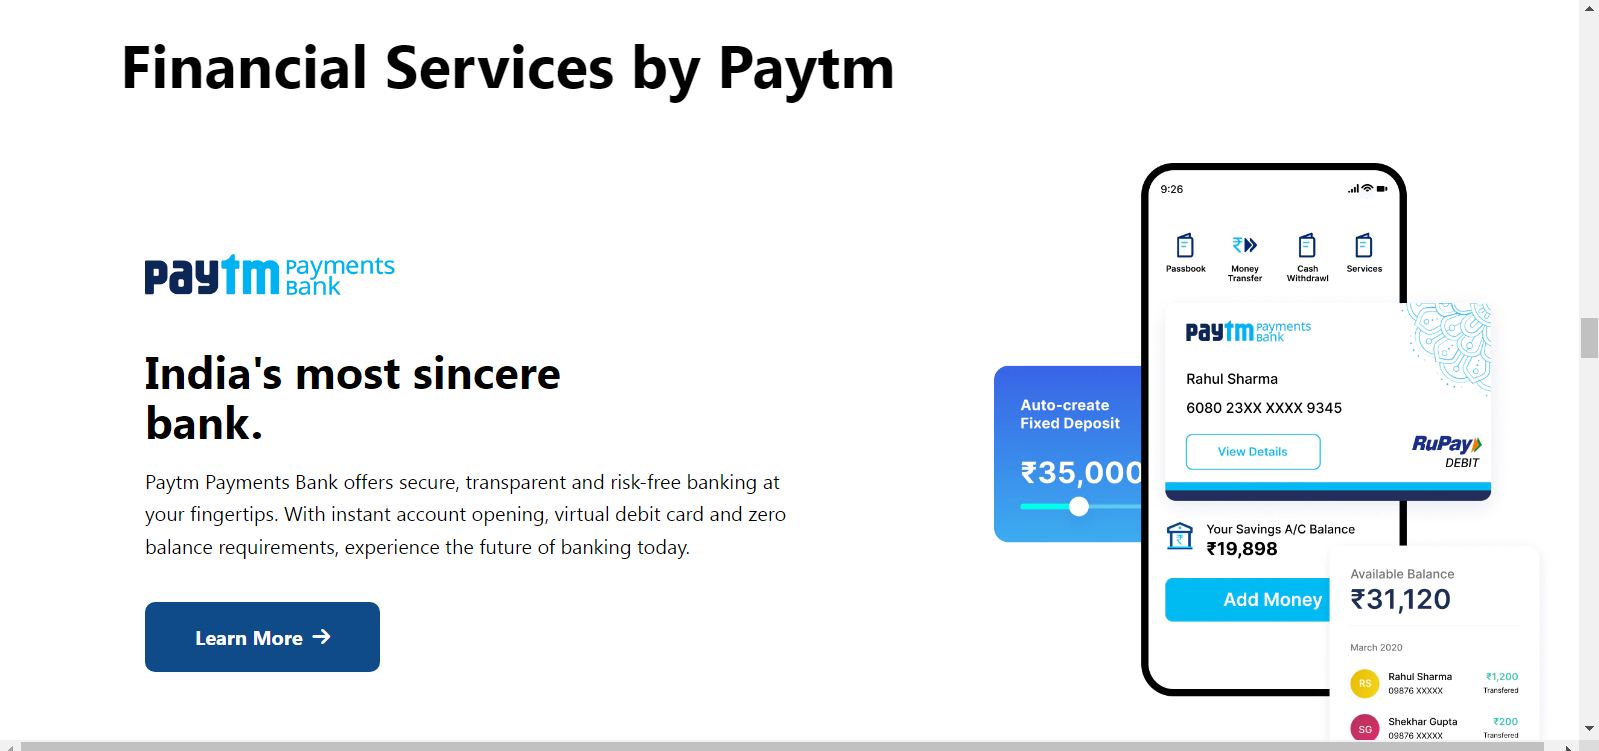 Financial Services by Paytm
paytm Payments
Bank
India's most sincere
bank.
Paytm Payments Bank offers secure, transparent and risk-free banking at
your fingertips. With instant account opening, virtual debit card and zero
balance requirements, experience the future of banking today.
Learn More →
9:26
Passbook
Money
Transfer
Cash
Withdrawl
Services
paytm Payments
Bank
Rahul Sharma
6080 23XX XXXX 9345
View Details
RuPay
DEBIT
Auto-create
Fixed Deposit
₹35,000
Your Savings A/C Balance
₹19,898
Add Money
Available Balance
₹31,120
March 2020
RS
Rahul Sharma
₹1,200
09876 XXXXX
Transfered
SG
Shekhar Gupta
₹200
09876 XXXXX
Transfered